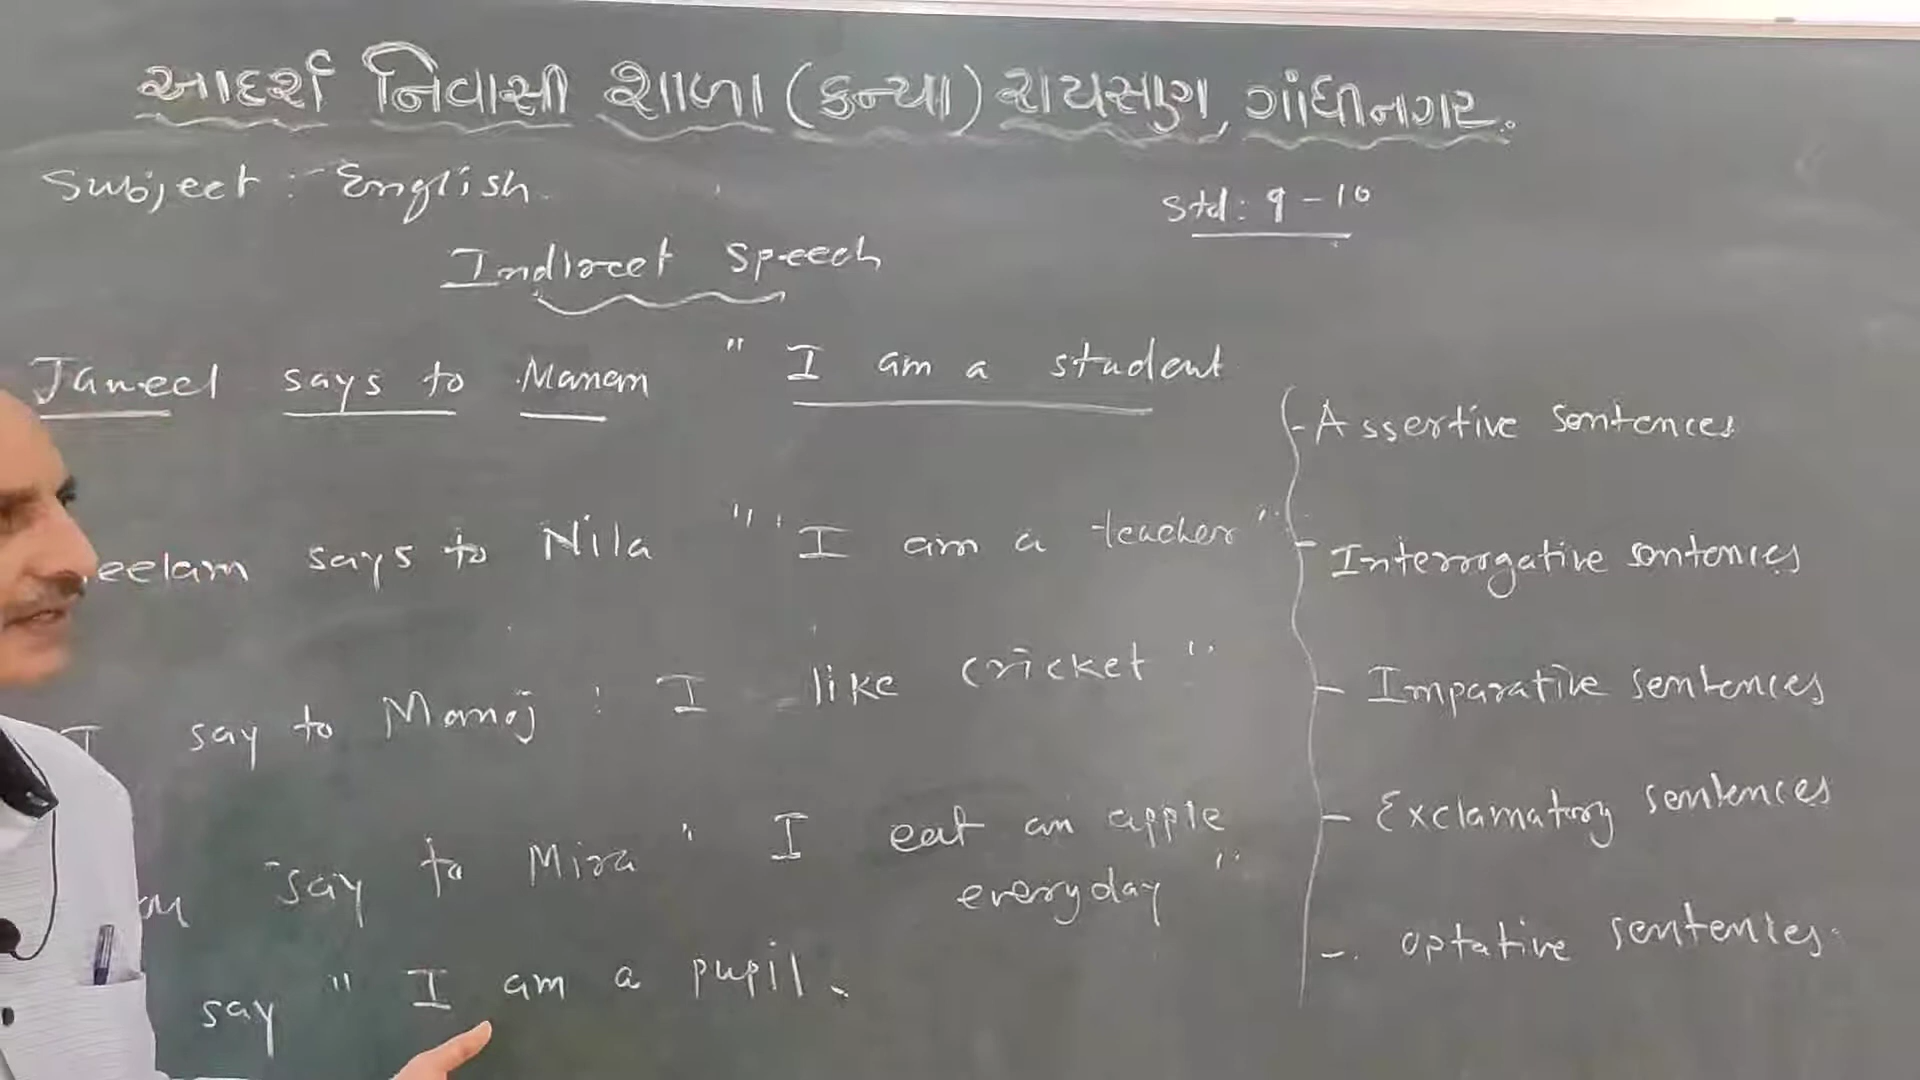 આદર્શ નિવાસી શાળા (કન્યા) રાયસણ, ગાંધીનગર.
Subject :- English.
Std: 9-10
Indirect Speech
Janeel says to Manan " I am a student
eelam says to Nila " I am a teacher "
I say to Manoj : I like cricket "
say to Mira " I eat an apple
everyday "
say " I am a pupil.
- Assertive sentences
- Interrogative sentences
- Imparative sentences
- Exclamatory sentences
- optative sentences.